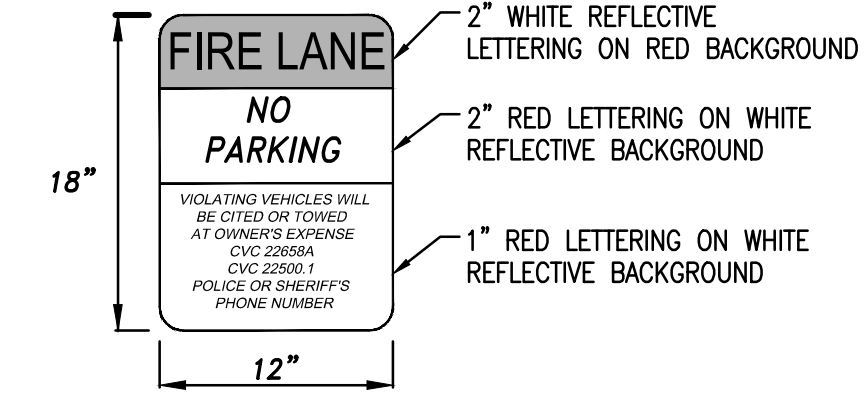 FIRE LANE
NO
PARKING
VIOLATING VEHICLES WILL
BE CITED OR TOWED
AT OWNER'S EXPENSE
CVC 22658A
CVC 22500.1
POLICE OR SHERIFF'S
PHONE NUMBER
18"
12"
2" WHITE REFLECTIVE
LETTERING ON RED BACKGROUND
2" RED LETTERING ON WHITE
REFLECTIVE BACKGROUND
1" RED LETTERING ON WHITE
REFLECTIVE BACKGROUND